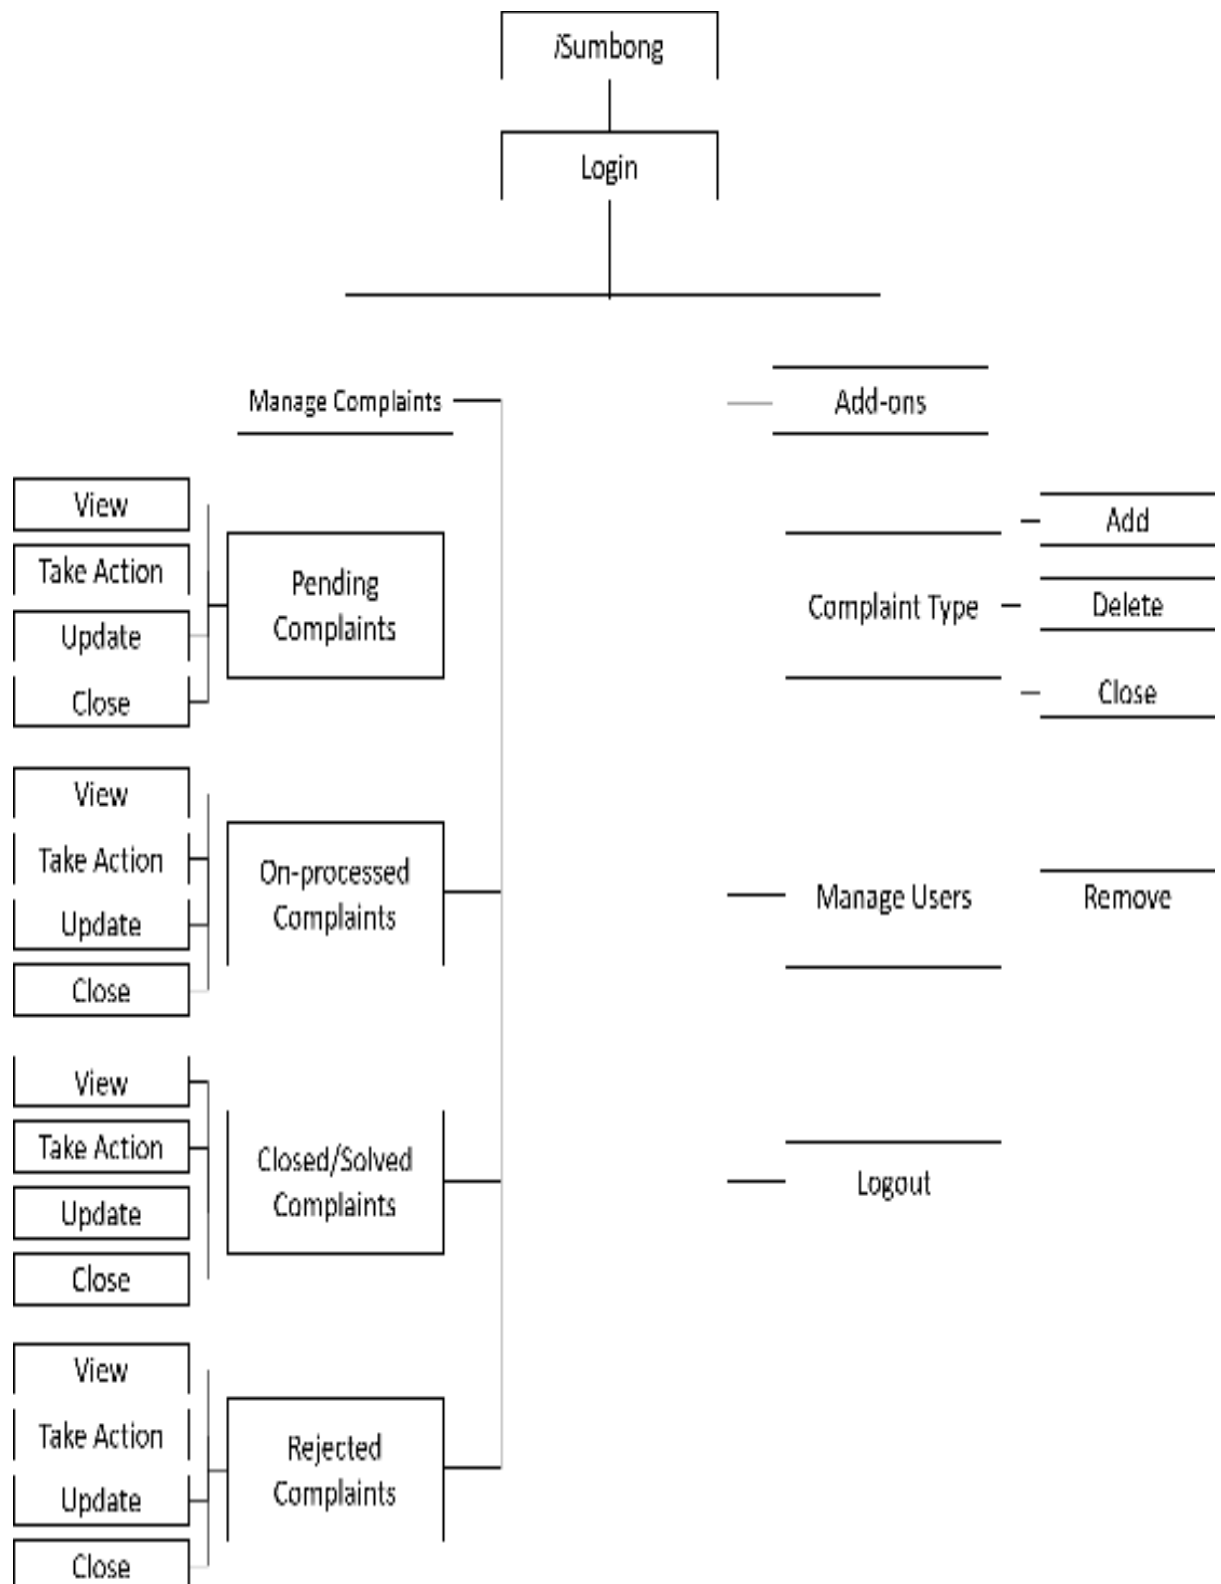 iSumbong
Login
Manage Complaints
View
Take Action
Update
Close
Pending
Complaints
View
Take Action
Update
Close
On-processed
Complaints
View
Take Action
Update
Close
Closed/Solved
Complaints
View
Take Action
Update
Close
Rejected
Complaints
Add-ons
Complaint Type
Add
Delete
Close
Manage Users
Remove
Logout